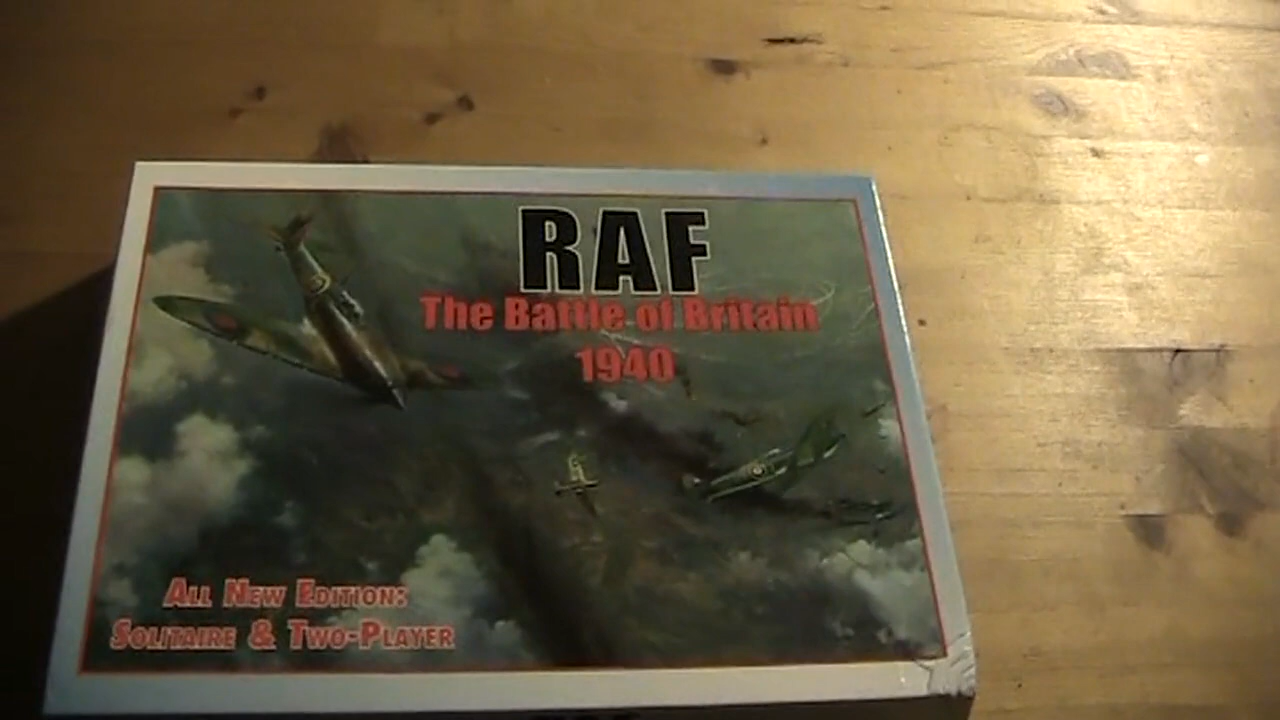 RAF
The Battle of Britain
1940
All New Edition:
Solitaire & Two-Player